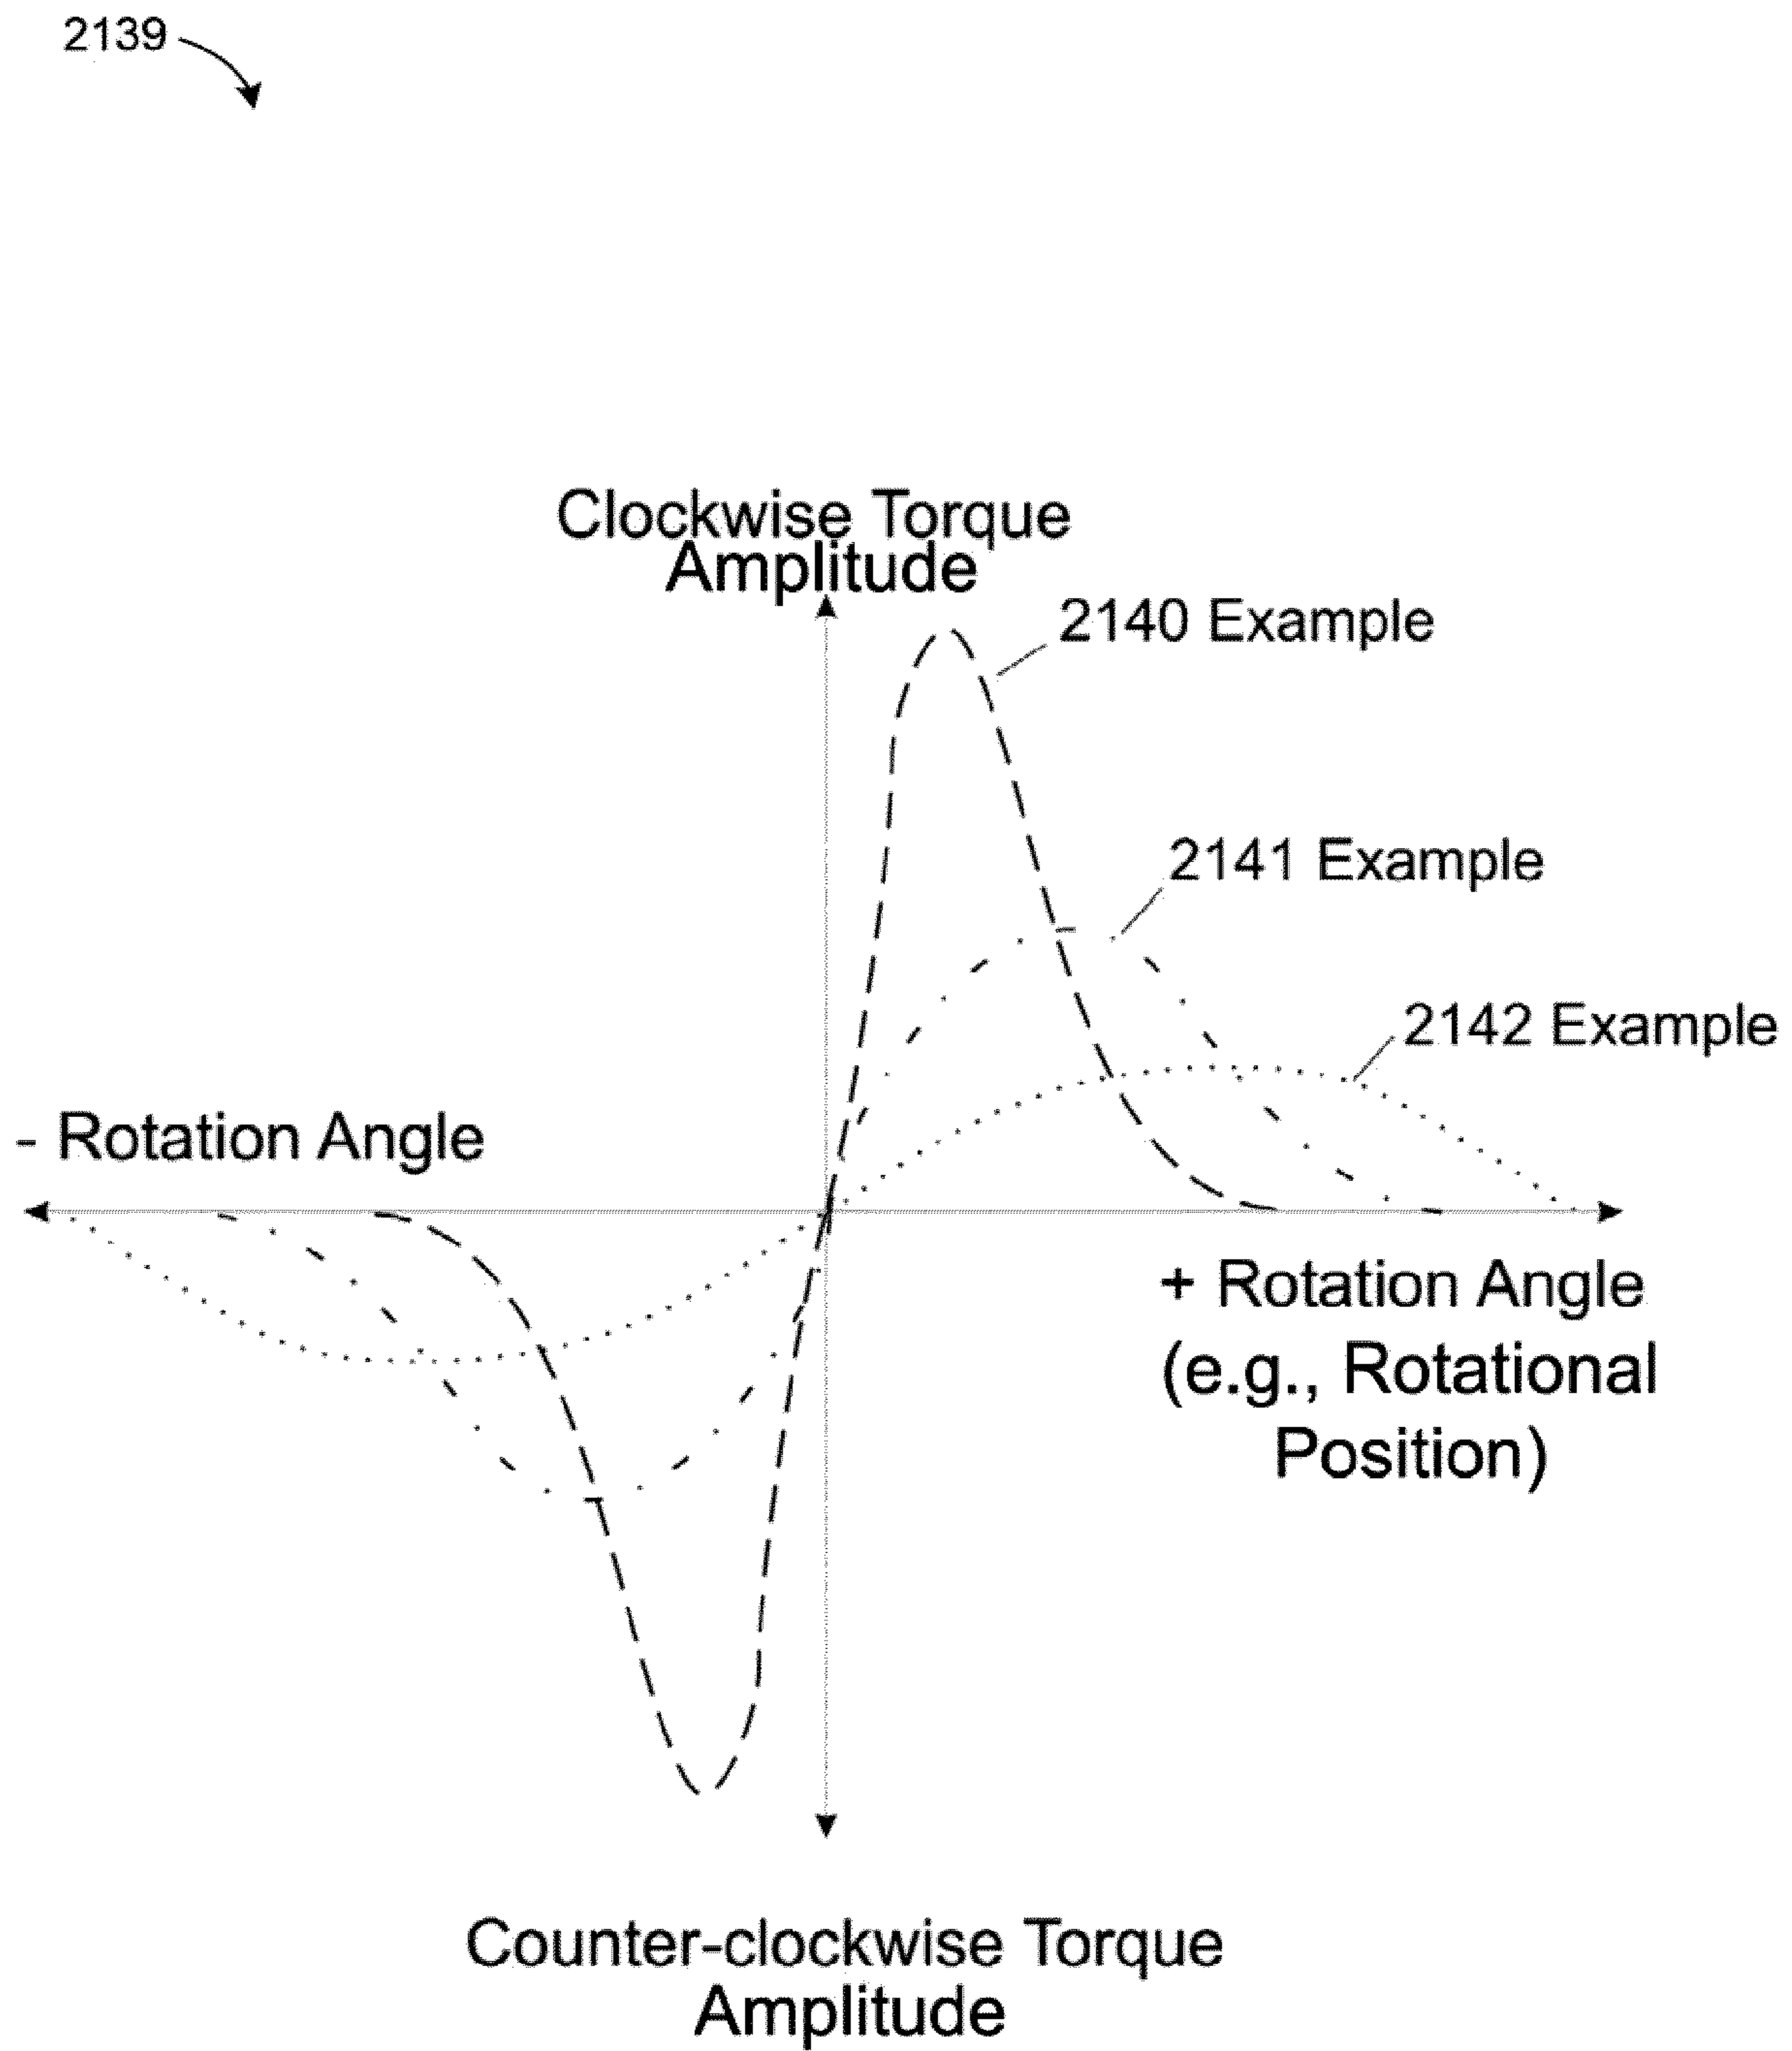 2139
Clockwise Torque
Amplitude
2140 Example
2141 Example
2142 Example
- Rotation Angle
+ Rotation Angle
(e.g., Rotational
Position)
Counter-clockwise Torque
Amplitude